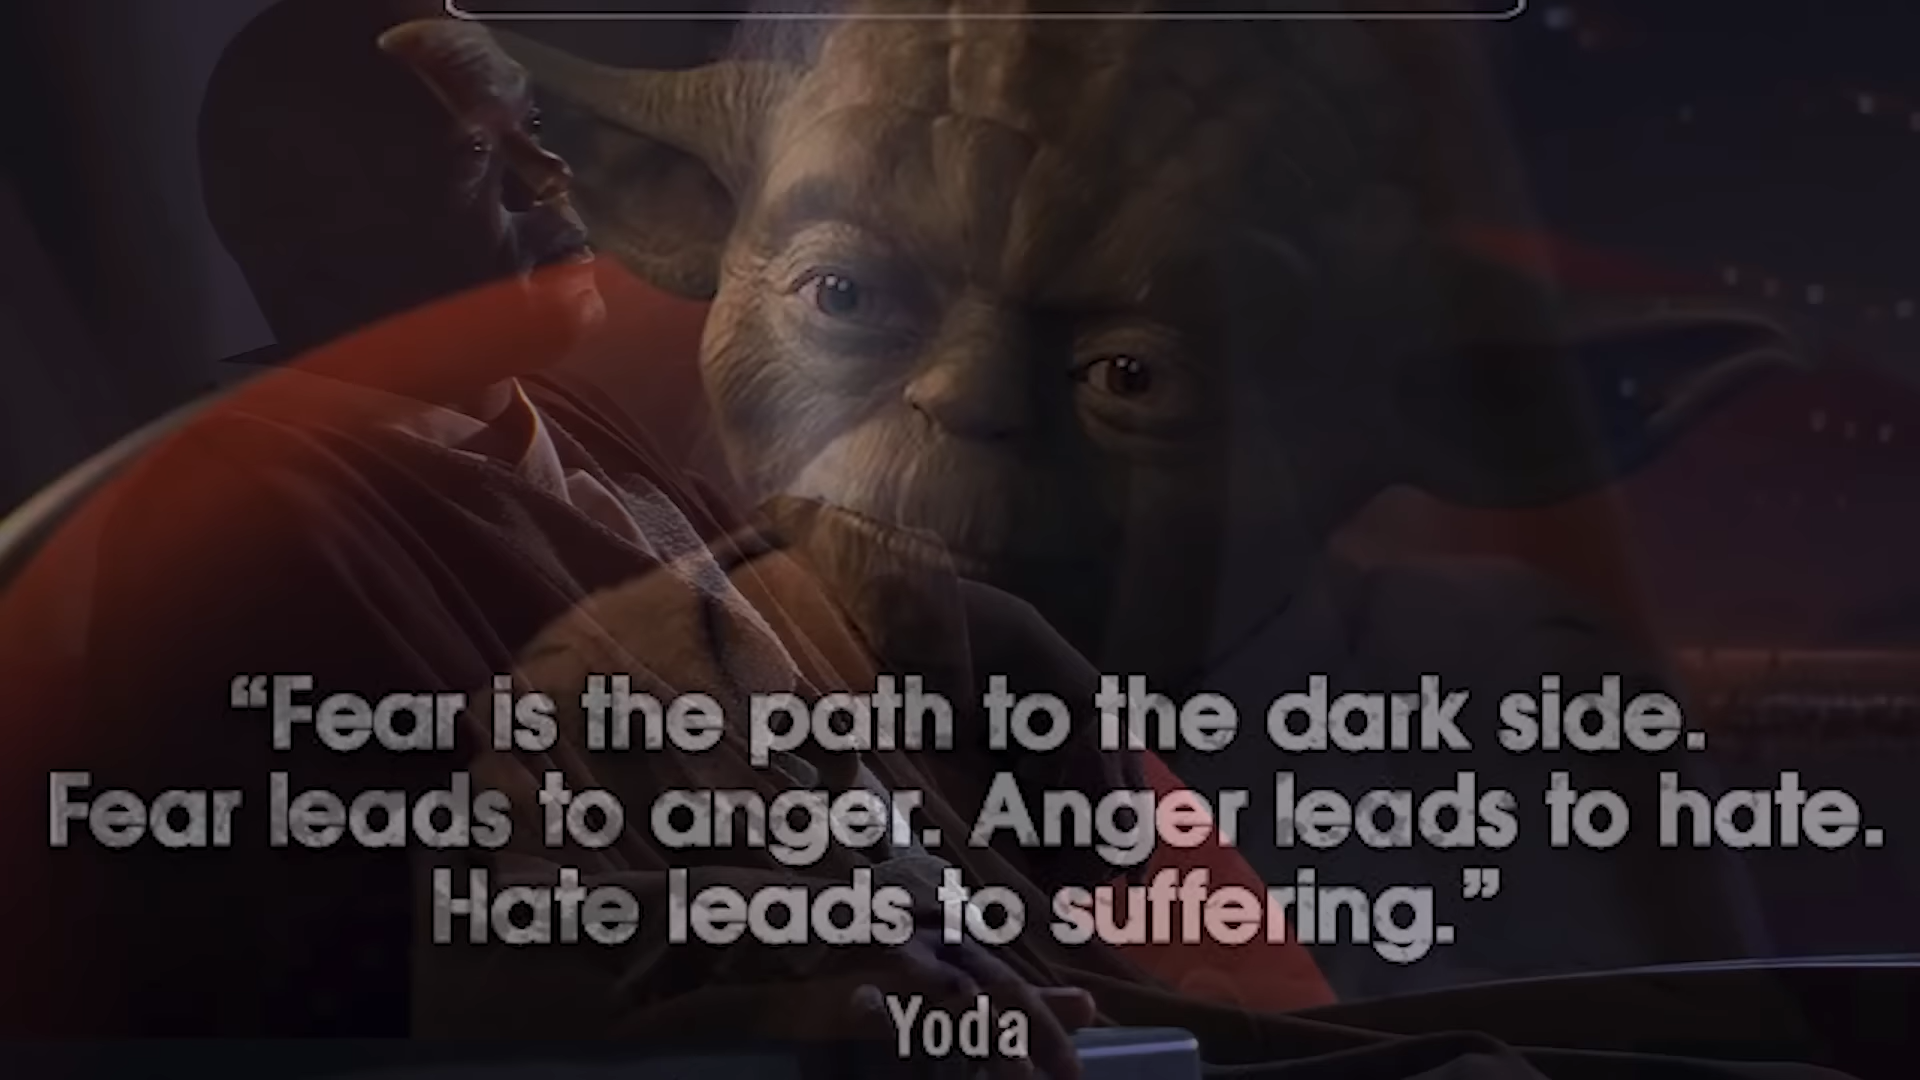 “Fear is the path to the dark side.
Fear leads to anger. Anger leads to hate.
Hate leads to suffering.”
Yoda